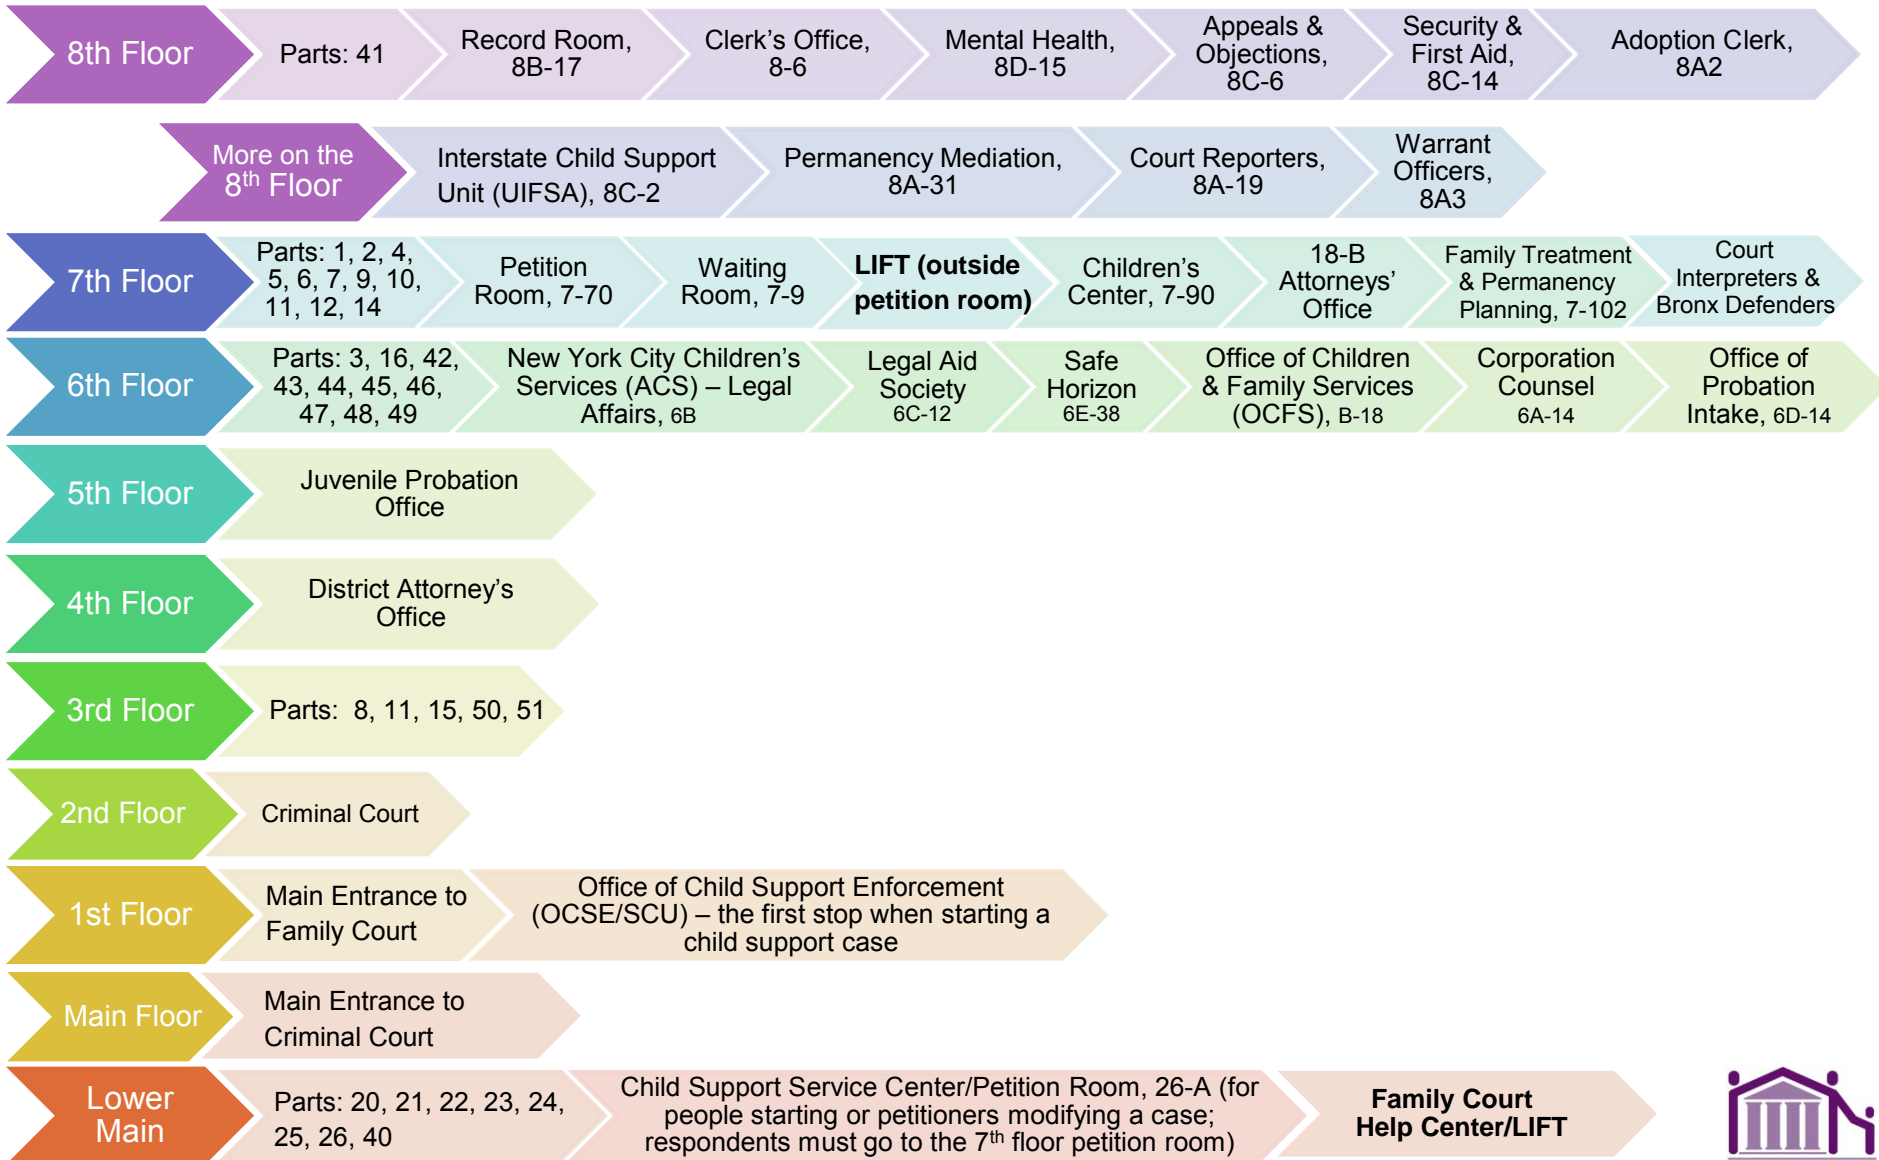 8th Floor
Parts: 41
Record Room,
8B-17
Clerk's Office,
8-6
Mental Health,
8D-15
Appeals &
Objections,
8C-6
Security &
First Aid,
8C-14
Adoption Clerk,
8A2
More on the
8th Floor
Interstate Child Support
Unit (UIFSA), 8C-2
Permanency Mediation,
8A-31
Court Reporters,
8A-19
Warrant
Officers,
8A3
7th Floor
Parts: 1, 2, 4,
5, 6, 7, 9, 10,
11, 12, 14
Petition
Room, 7-70
Waiting
Room, 7-9
LIFT (outside
petition room)
Children's
Center, 7-90
18-B
Attorneys'
Office
Family Treatment
& Permanency
Planning, 7-102
Court
Interpreters &
Bronx Defenders
6th Floor
Parts: 3, 16, 42,
43, 44, 45, 46,
47, 48, 49
New York City Children's
Services (ACS) – Legal
Affairs, 6B
Legal Aid
Society
6C-12
Safe
Horizon
6E-38
Office of Children
& Family Services
(OCFS), B-18
Corporation
Counsel
6A-14
Office of
Probation
Intake, 6D-14
5th Floor
Juvenile Probation
Office
4th Floor
District Attorney's
Office
3rd Floor
Parts: 8, 11, 15, 50, 51
2nd Floor
Criminal Court
1st Floor
Main Entrance to
Family Court
Office of Child Support Enforcement
(OCSE/SCU) – the first stop when starting a
child support case
Main Floor
Main Entrance to
Criminal Court
Lower
Main
Parts: 20, 21, 22, 23, 24,
25, 26, 40
Child Support Service Center/Petition Room, 26-A (for
people starting or petitioners modifying a case;
respondents must go to the 7th floor petition room)
Family Court
Help Center/LIFT